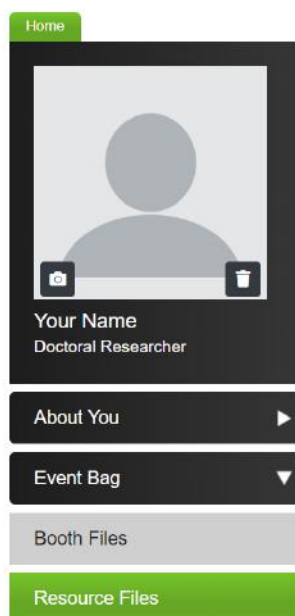 Home
Your Name
Doctoral Researcher
About You
Event Bag
Booth Files
Resource Files